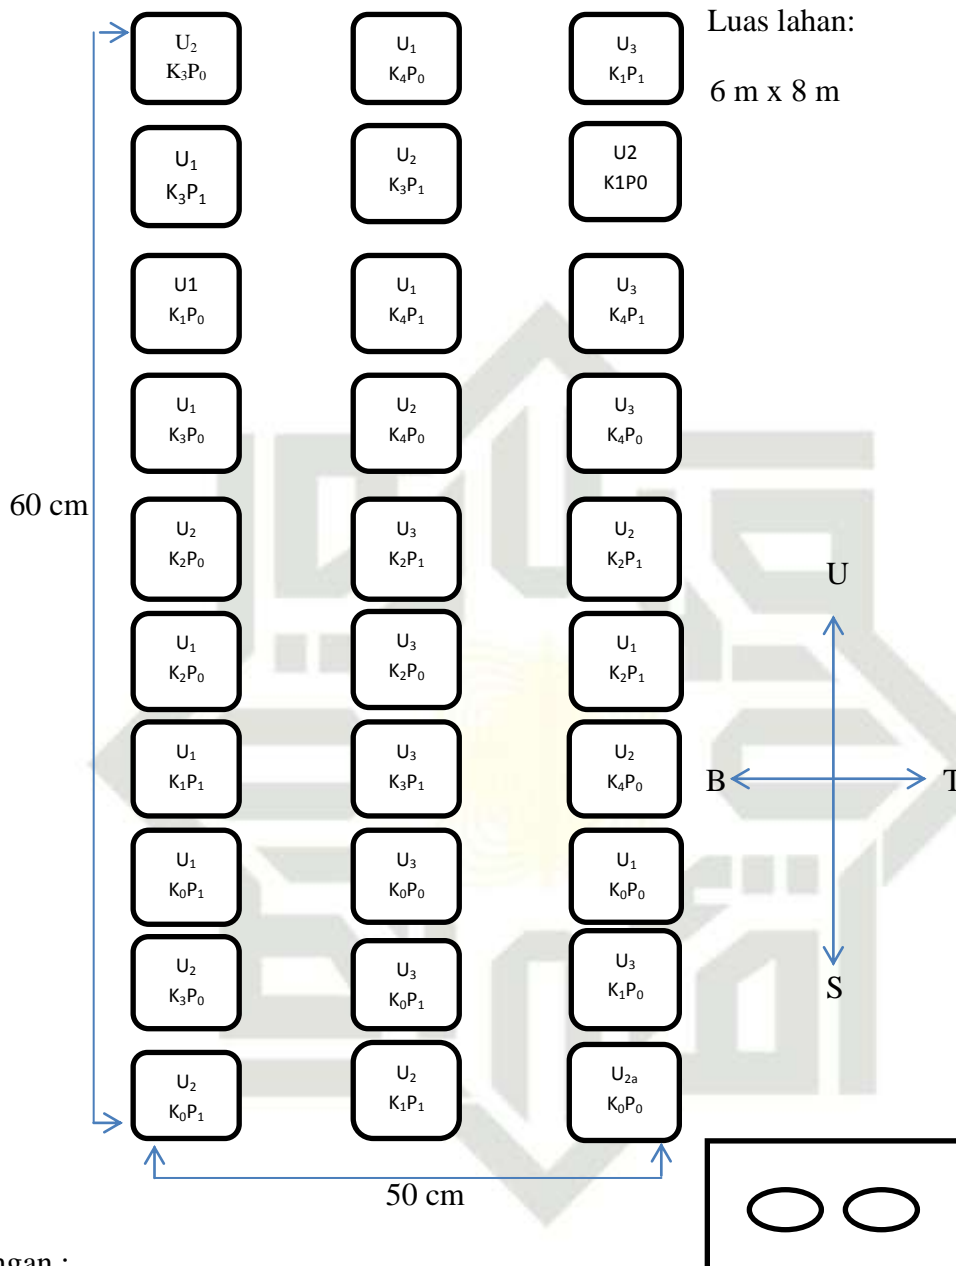 Luas lahan:
6 m x 8 m
U₂
K₃P₀
U₁
K₄P₀
U₃
K₁P₁
U₁
K₃P₁
U₂
K₃P₁
U2
K1P0
U1
K₁P₀
U₁
K₄P₁
U₃
K₄P₁
U₁
K₃P₀
U₂
K₄P₀
U₃
K₄P₀
60 cm
U₂
K₂P₀
U₃
K₂P₁
U₂
K₂P₁
U
U₁
K₂P₀
U₃
K₂P₀
U₁
K₂P₁
U₁
K₁P₁
U₃
K₃P₁
U₂
K₄P₀
B
T
U₁
K₀P₁
U₃
K₀P₀
U₁
K₀P₀
U₂
K₃P₀
U₃
K₀P₁
U₃
K₁P₀
S
U₂
K₀P₁
U₂
K₁P₁
U₂ₐ
K₀P₀
50 cm